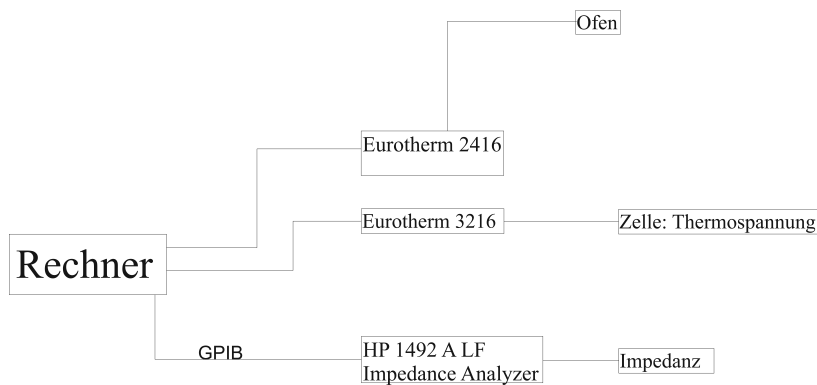 Ofen
Eurotherm 2416
Eurotherm 3216
Zelle: Thermospannung
Rechner
GPIB
HP 1492 A LF
Impedance Analyzer
Impedanz